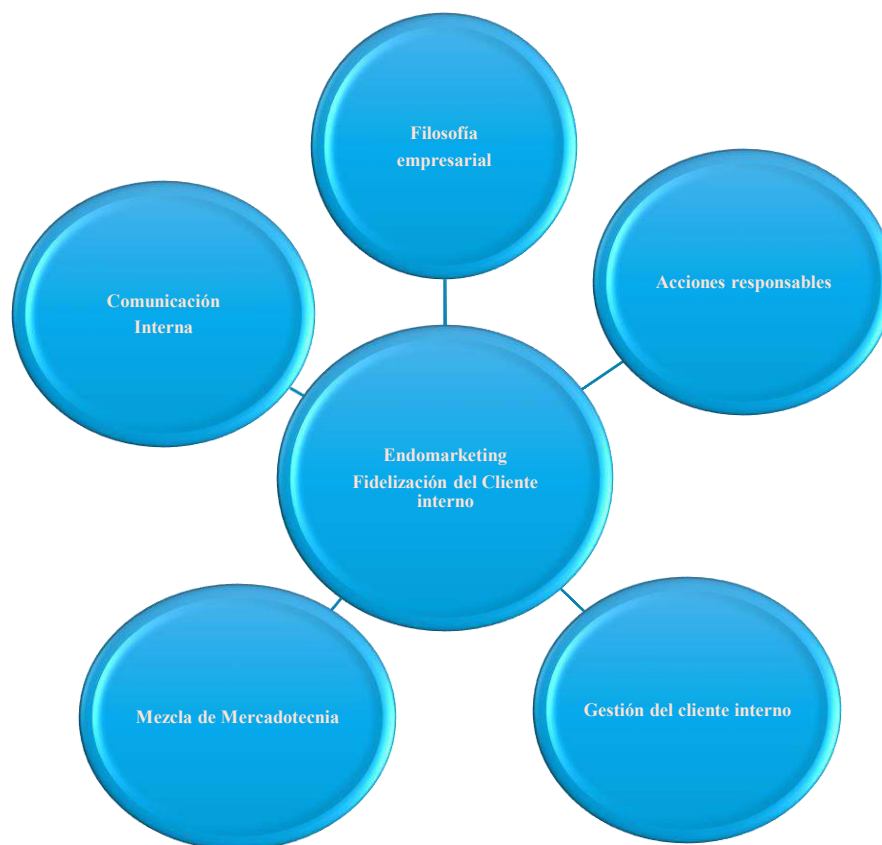 Filosofía
empresarial
Acciones responsables
Comunicación
Interna
Endomarketing
Fidelización del Cliente
interno
Mezcla de Mercadotecnia
Gestión del cliente interno